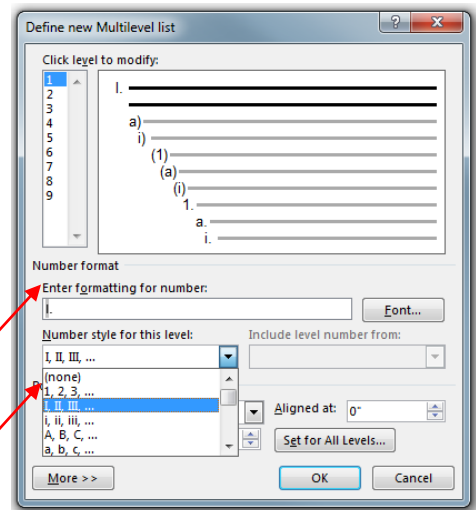 Define new Multilevel list
Click level to modify:
1
2
3
4
5
6
7
8
9
I.
a)
i)
(1)
(a)
(i)
1.
a.
i.
Number format
Enter formatting for number:
I.
Font...
Number style for this level:
Include level number from:
I, II, III, ...
(none)
1, 2, 3, ...
I, II, III, ...
i, ii, iii, ...
A, B, C, ...
a, b, c, ...
Aligned at: 0"
Set for All Levels...
More >>
OK
Cancel